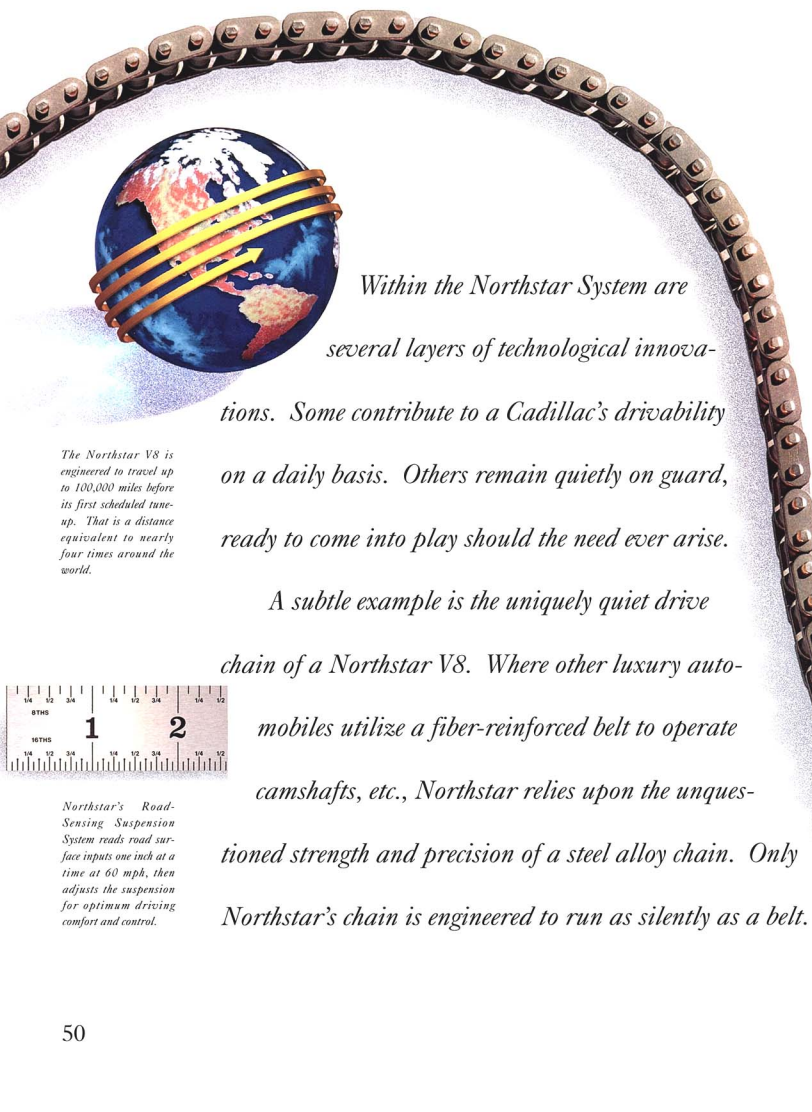 Within the Northstar System are
several layers of technological innova-
tions. Some contribute to a Cadillac's drivability
on a daily basis. Others remain quietly on guard,
ready to come into play should the need ever arise.
A subtle example is the uniquely quiet drive
chain of a Northstar V8. Where other luxury auto-
mobiles utilize a fiber-reinforced belt to operate
camshafts, etc., Northstar relies upon the unques-
tioned strength and precision of a steel alloy chain. Only
Northstar's chain is engineered to run as silently as a belt.
The Northstar V8 is
engineered to travel up
to 100,000 miles before
its first scheduled tune-
up. That is a distance
equivalent to nearly
four times around the
world.
1/4 1/2 3/4 1/4 1/2 3/4 1/4 1/2
8THS
1 2
16THS
1/4 1/2 3/4 1/4 1/2 3/4 1/4 1/2
Northstar's Road-
Sensing Suspension
System reads road sur-
face inputs one inch at a
time at 60 mph, then
adjusts the suspension
for optimum driving
comfort and control.
50